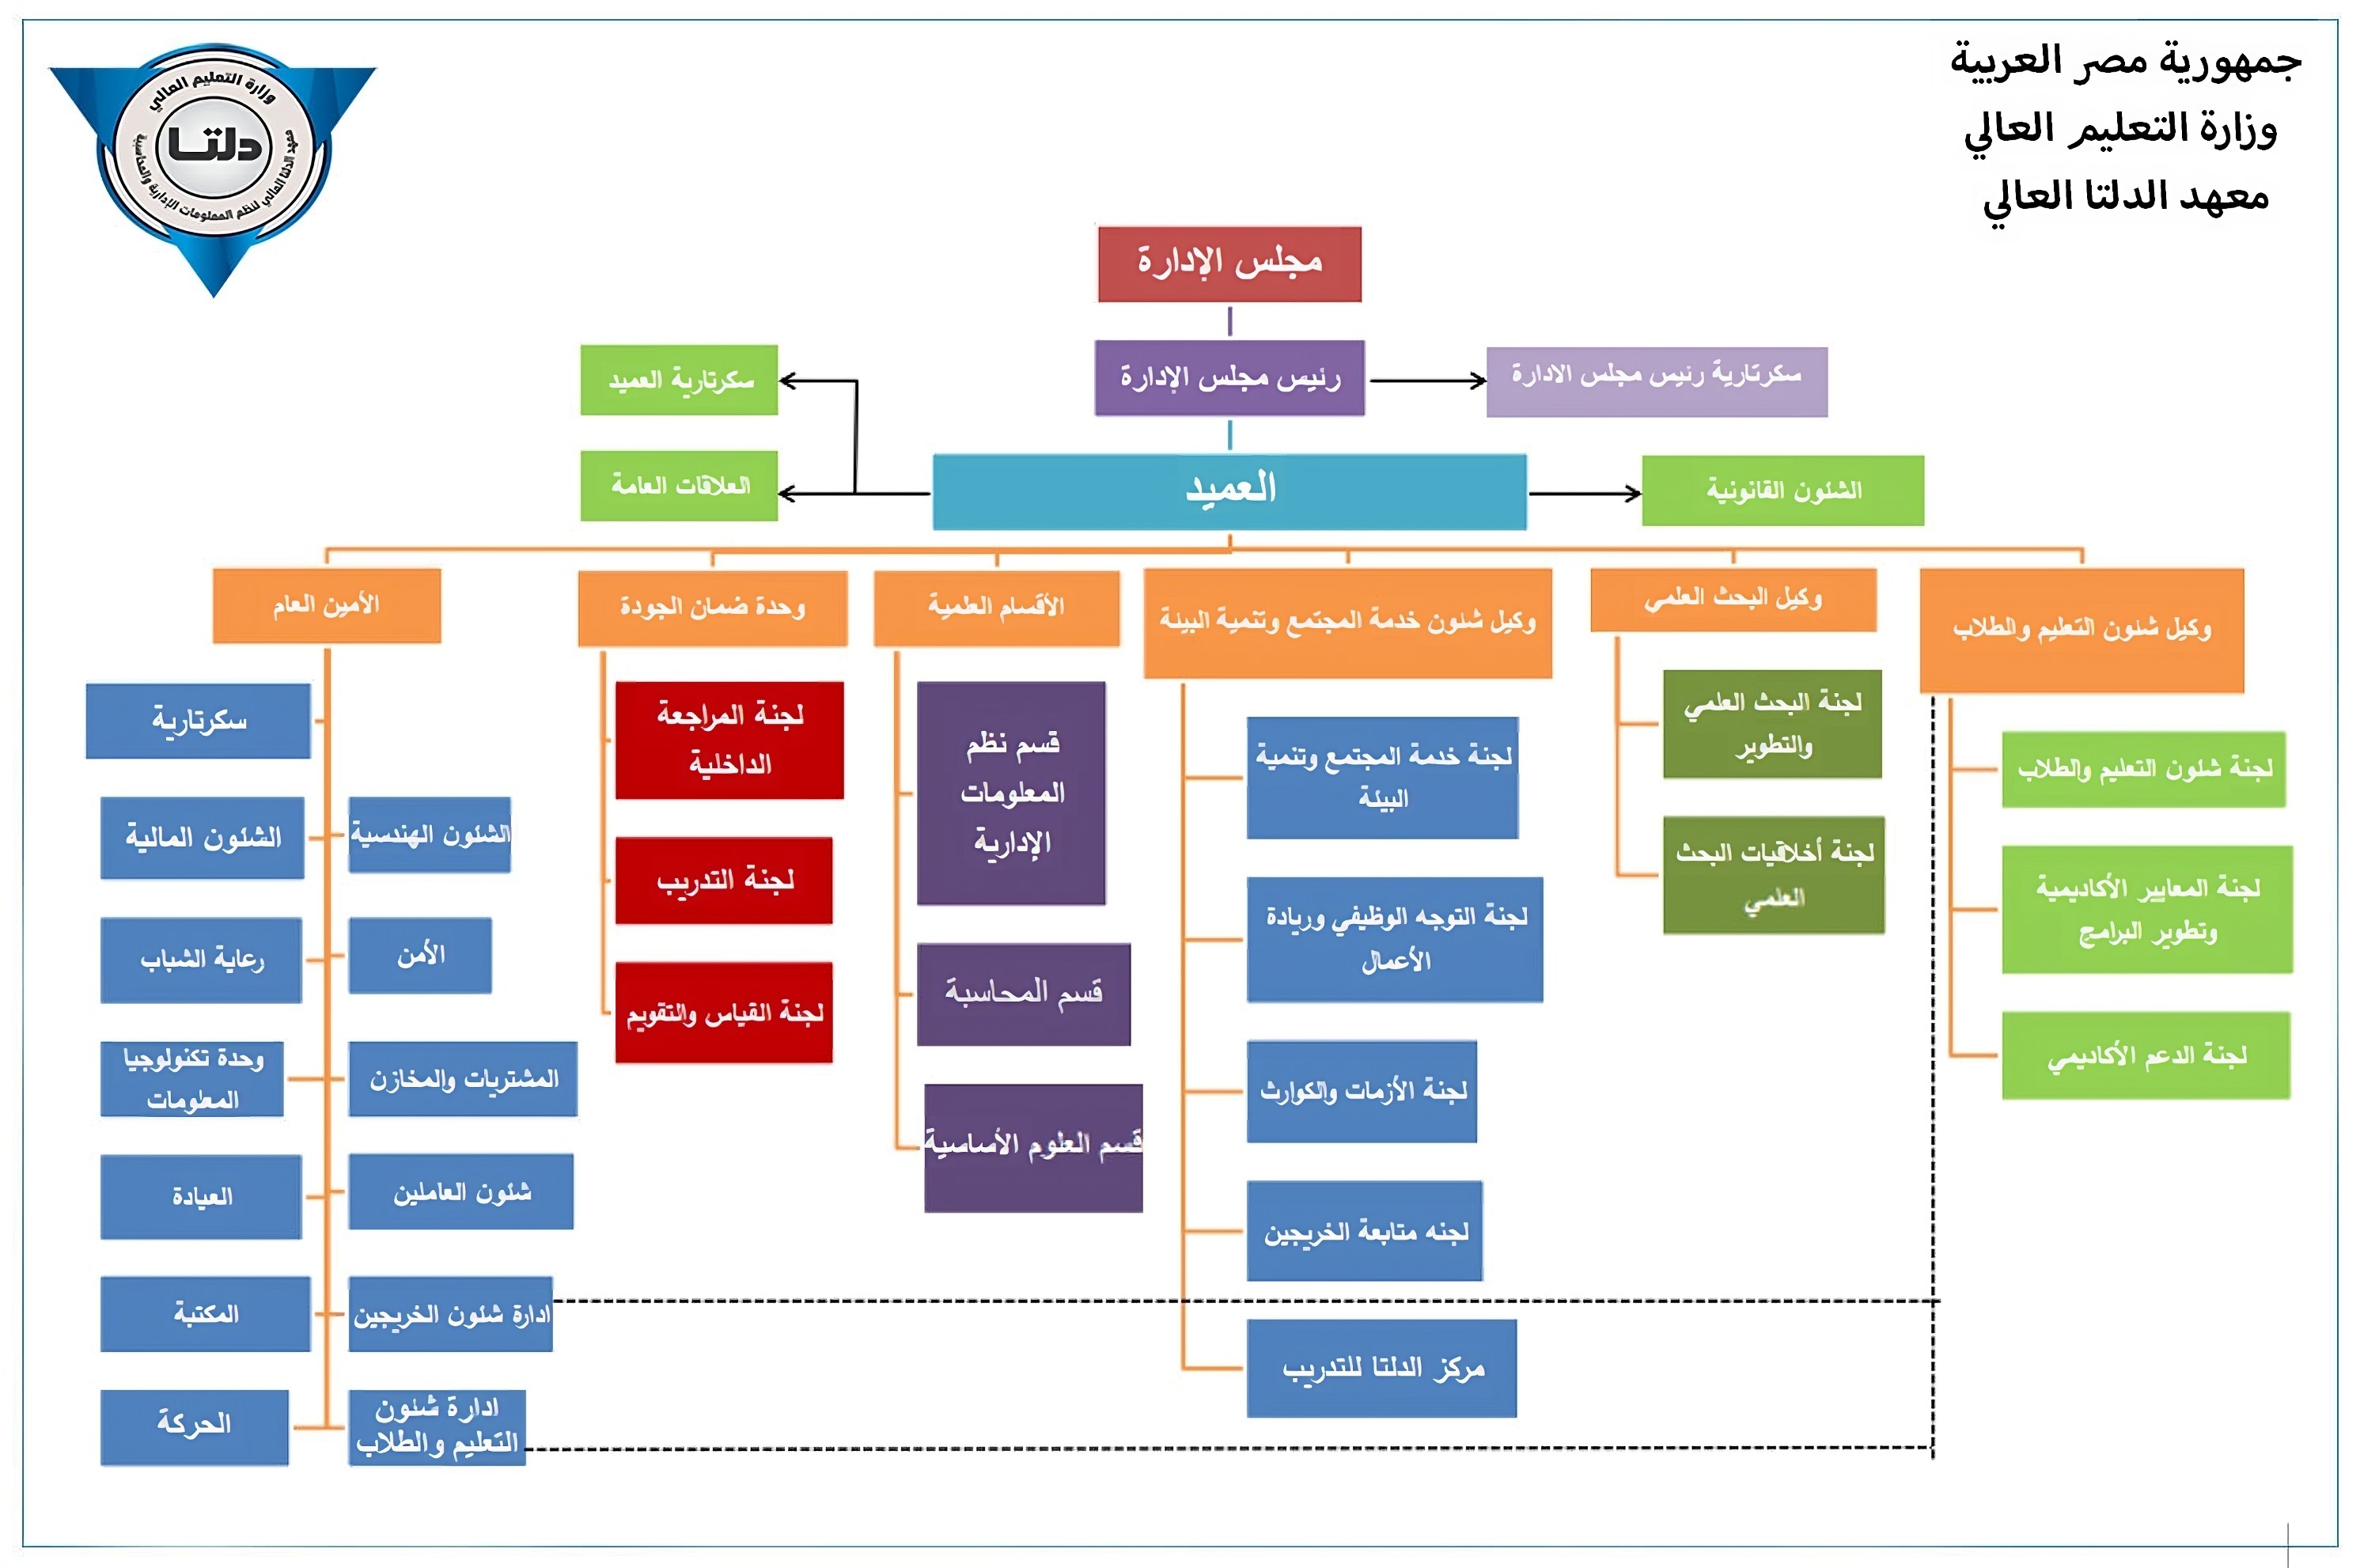 جمهورية مصر العربية
وزارة التعليم العالي
معهد الدلتا العالي
وزارة التعليم العالي
دلتا
معهد الدلتا العالي لنظم المعلومات الإدارية والمحاسبية
مجلس الإدارة
رئيس مجلس الإدارة
سكرتارية رئيس مجلس الادارة
سكرتارية العميد
العميد
الشئون القانونية
العلاقات العامة
وكيل شئون التعليم والطلاب
لجنة شئون التعليم والطلاب
لجنة المعايير الأكاديمية
وتطوير البرامج
لجنة الدعم الأكاديمي
وكيل البحث العلمي
لجنة البحث العلمي
والتطوير
لجنة أخلاقيات البحث
العلمي
وكيل شئون خدمة المجتمع وتنمية البيئة
لجنة خدمة المجتمع وتنمية
البيئة
لجنة التوجه الوظيفي وريادة
الأعمال
لجنة الأزمات والكوارث
لجنه متابعة الخريجين
مركز الدلتا للتدريب
الأقسام العلمية
قسم نظم
المعلومات
الإدارية
قسم المحاسبة
قسم العلوم الأساسية
وحدة ضمان الجودة
لجنة المراجعة
الداخلية
لجنة التدريب
لجنة القياس والتقويم
الأمين العام
سكرتارية
الشئون الهندسية
الشئون المالية
الأمن
رعاية الشباب
المشتريات والمخازن
وحدة تكنولوجيا
المعلومات
شئون العاملين
العيادة
ادارة شئون الخريجين
المكتبة
ادارة شئون
التعليم والطلاب
الحركة